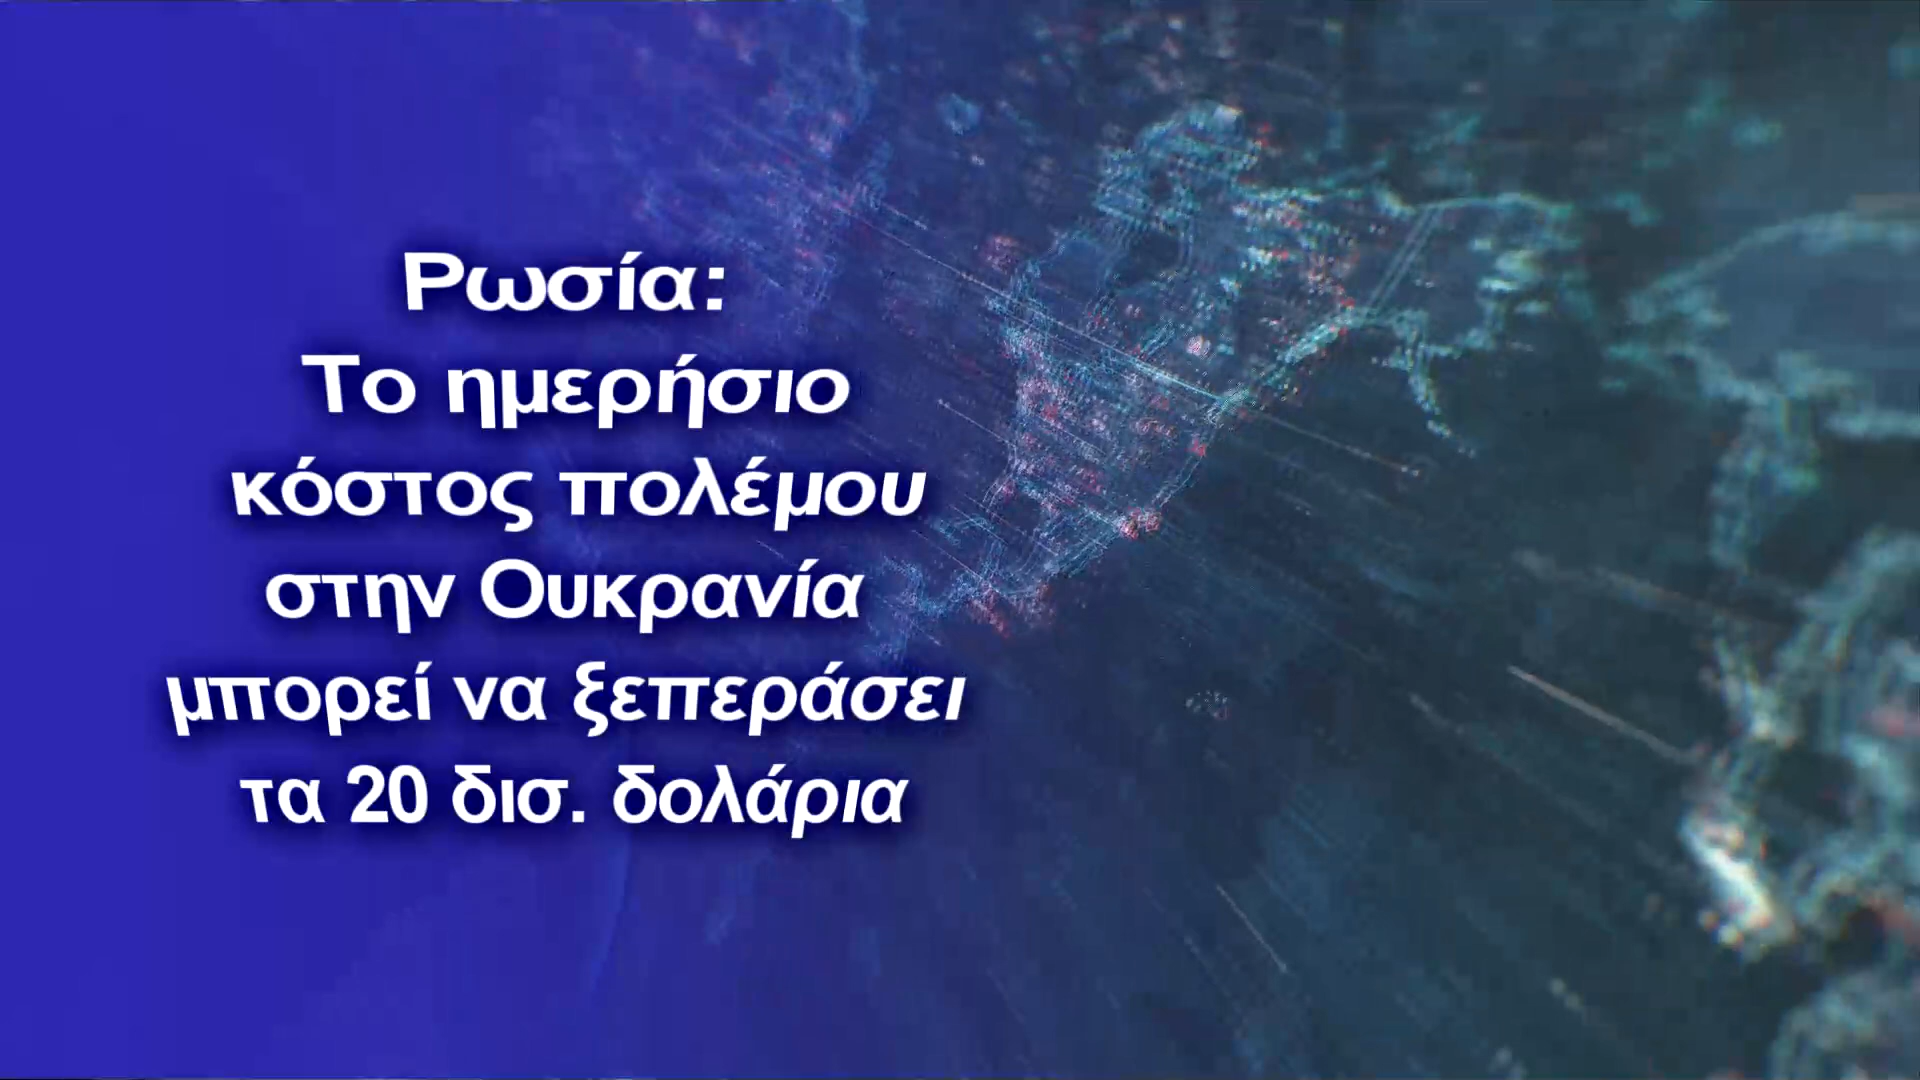 Ρωσία:
Το ημερήσιο
κόστος πολέμου
στην Ουκρανία
μπορεί να ξεπεράσει
τα 20 δισ. δολάρια